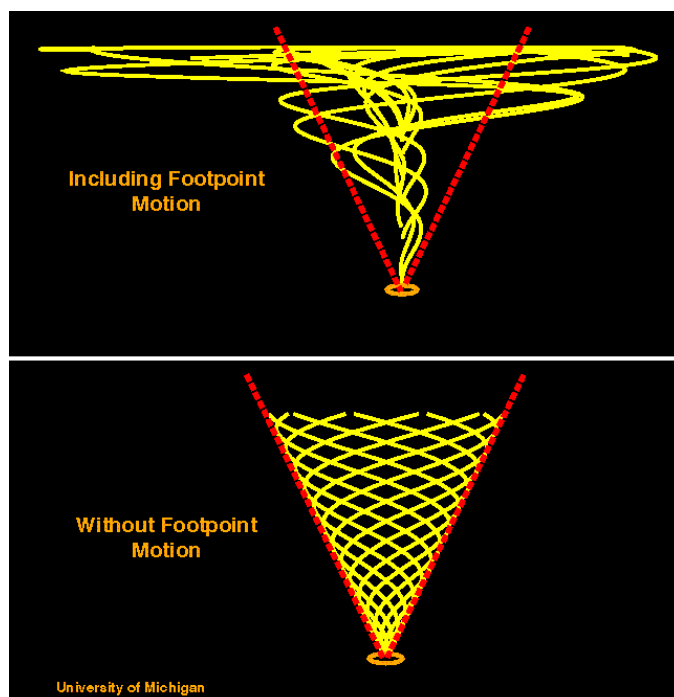 Including Footpoint
Motion
Without Footpoint
Motion
University of Michigan